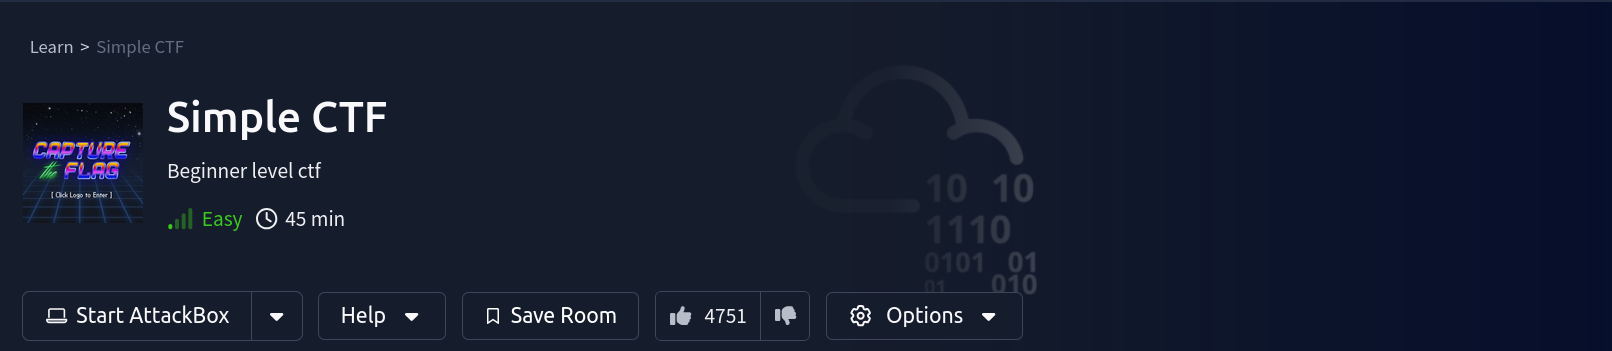 Learn > Simple CTF
Simple CTF
CAPTURE
the FLAG
[ Click Logo to Enter ]
Beginner level ctf
Easy 45 min
10 10
1110
0101 01
01 010
Start AttackBox Help Save Room 4751 Options